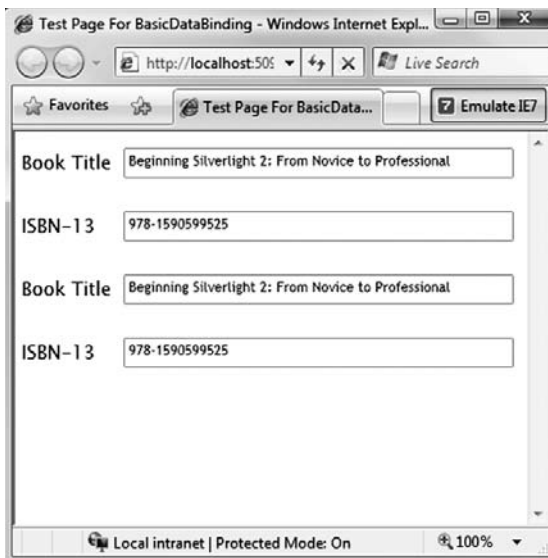 Test Page For BasicDataBinding - Windows Internet Expl...
http://localhost:509
Live Search
Favorites
Test Page For BasicData...
Emulate IE7
Book Title
Beginning Silverlight 2: From Novice to Professional
ISBN-13
978-1590599525
Book Title
Beginning Silverlight 2: From Novice to Professional
ISBN-13
978-1590599525
Local intranet | Protected Mode: On
100%